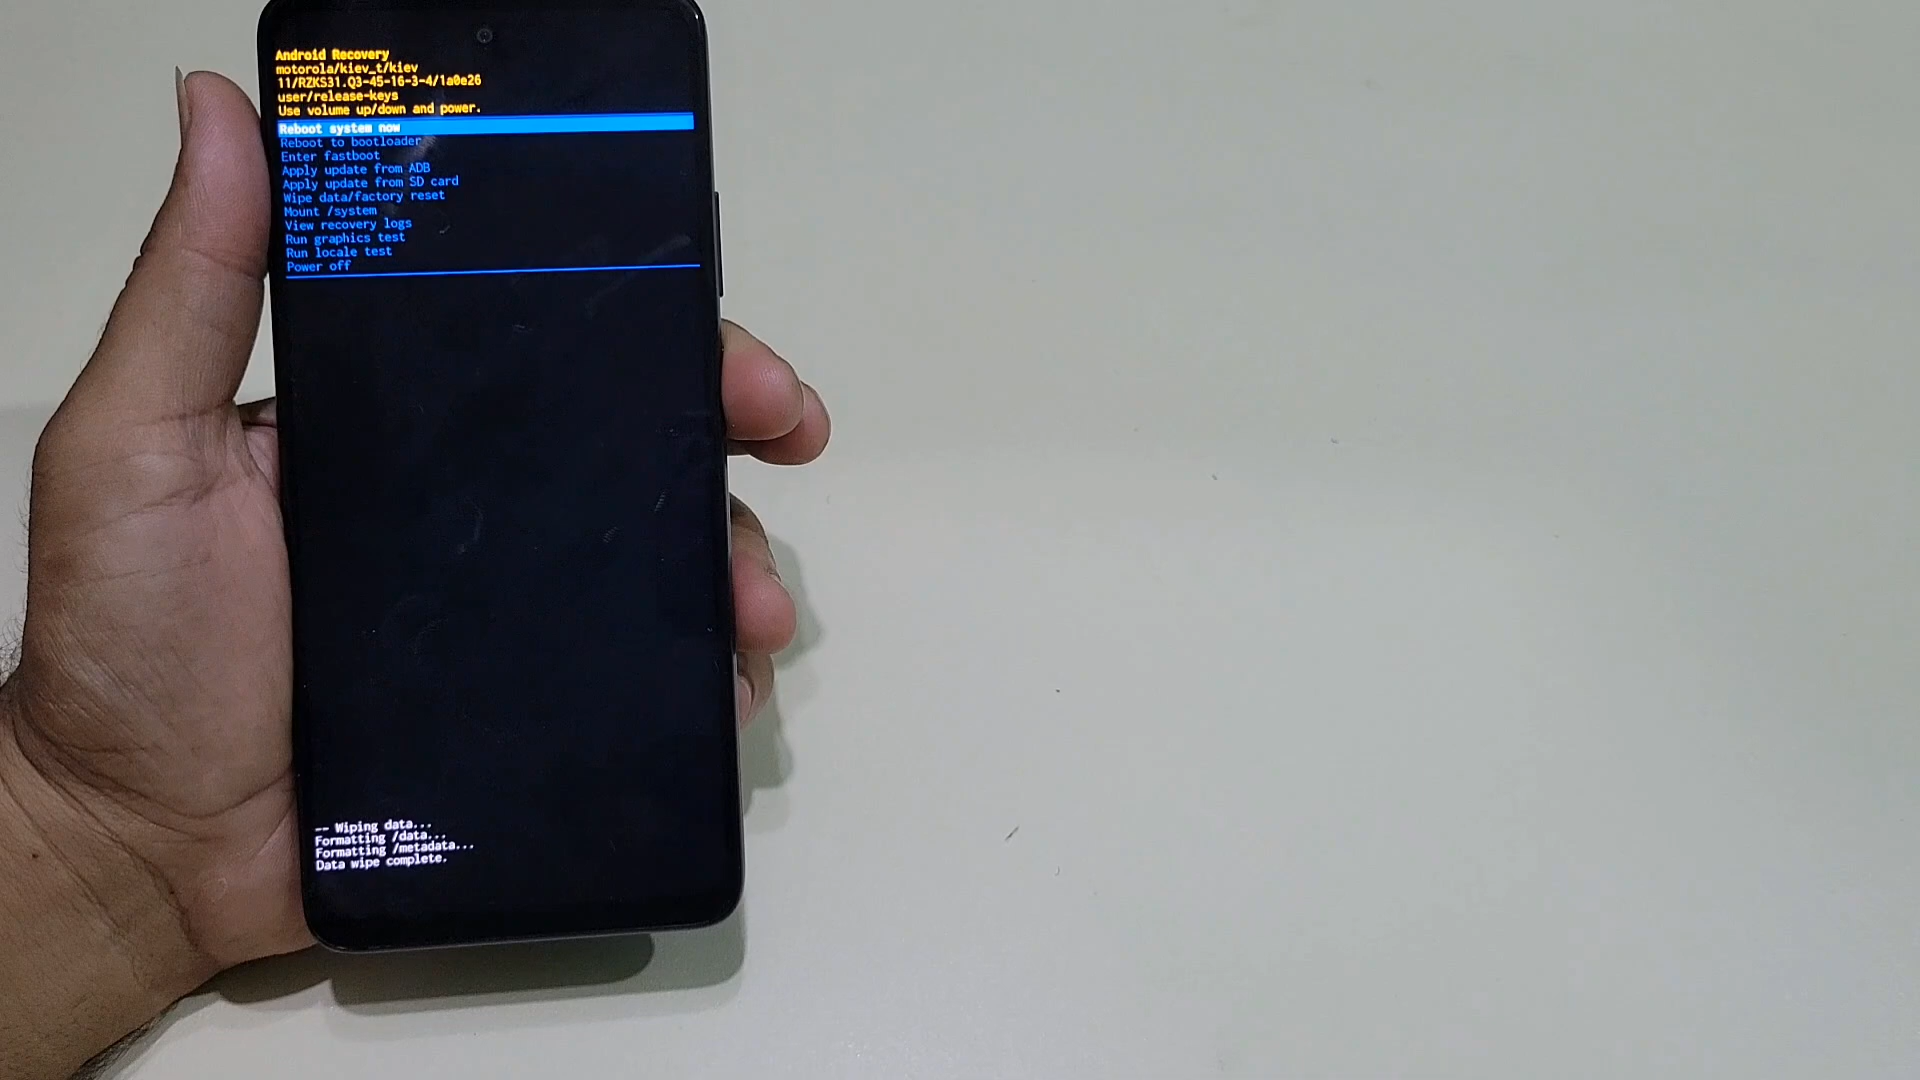 Android Recovery
motorola/kiev_t/kiev
11/RZKS31.Q3-45-16-3-4/1a0e26
user/release-keys
Use volume up/down and power.
Reboot system now
Reboot to bootloader
Enter fastboot
Apply update from ADB
Apply update from SD card
Wipe data/factory reset
Mount /system
View recovery logs
Run graphics test
Run locale test
Power off
-- Wiping data...
Formatting /data...
Formatting /metadata...
Data wipe complete.